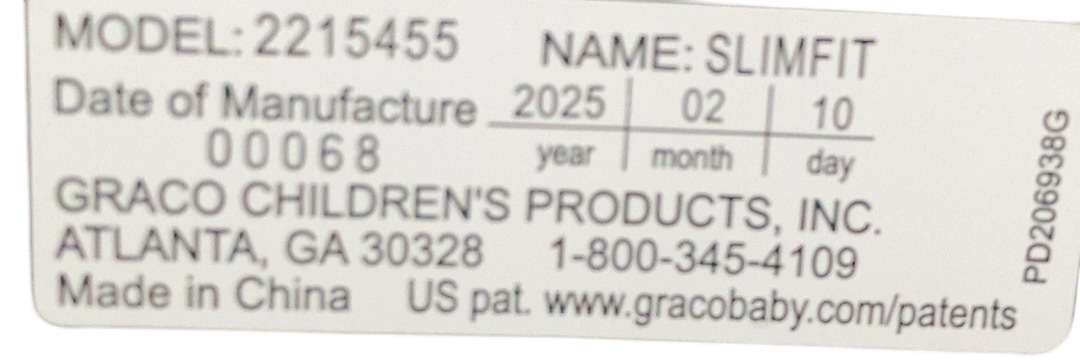 MODEL: 2215455 NAME: SLIMFIT
Date of Manufacture 2025 02 10
00068 year month day
GRACO CHILDREN'S PRODUCTS, INC.
ATLANTA, GA 30328 1-800-345-4109
Made in China US pat. www.gracobaby.com/patents
PD206938G